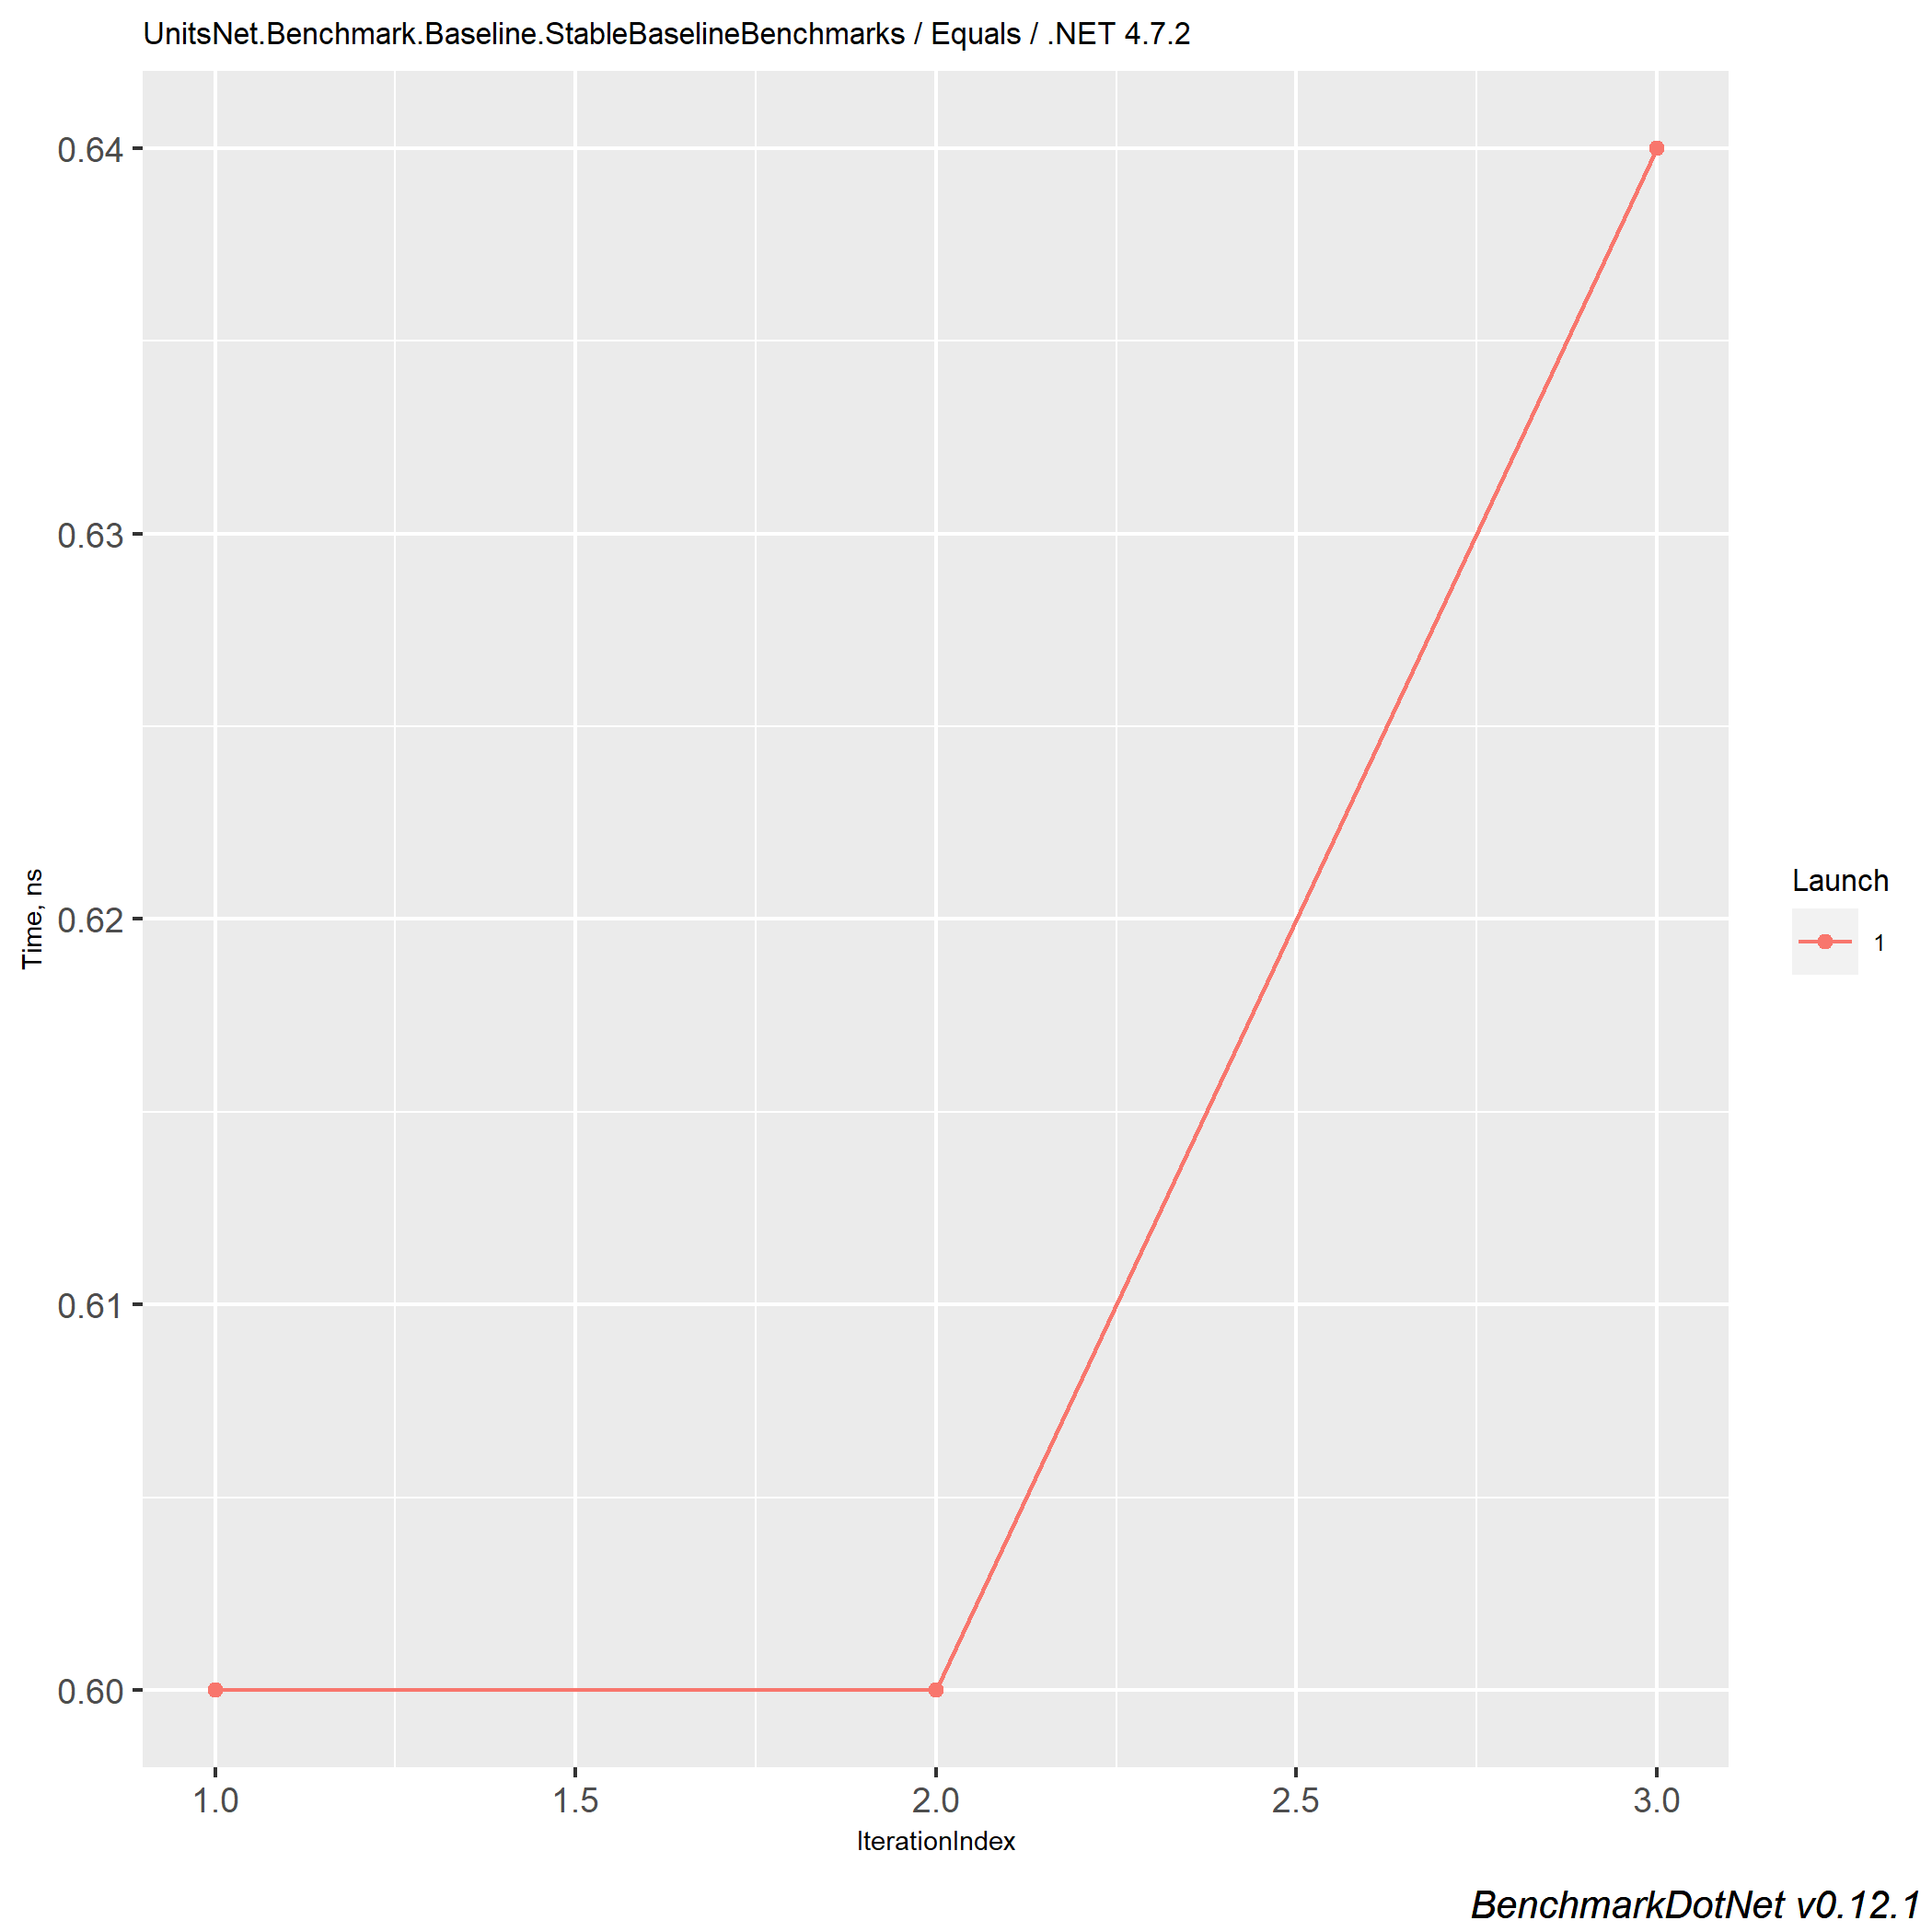 UnitsNet.Benchmark.Baseline.StableBaselineBenchmarks / Equals / .NET 4.7.2
0.64
0.63
0.62
0.61
0.60
Time, ns
1.0 1.5 2.0 2.5 3.0
IterationIndex
Launch
1
BenchmarkDotNet v0.12.1